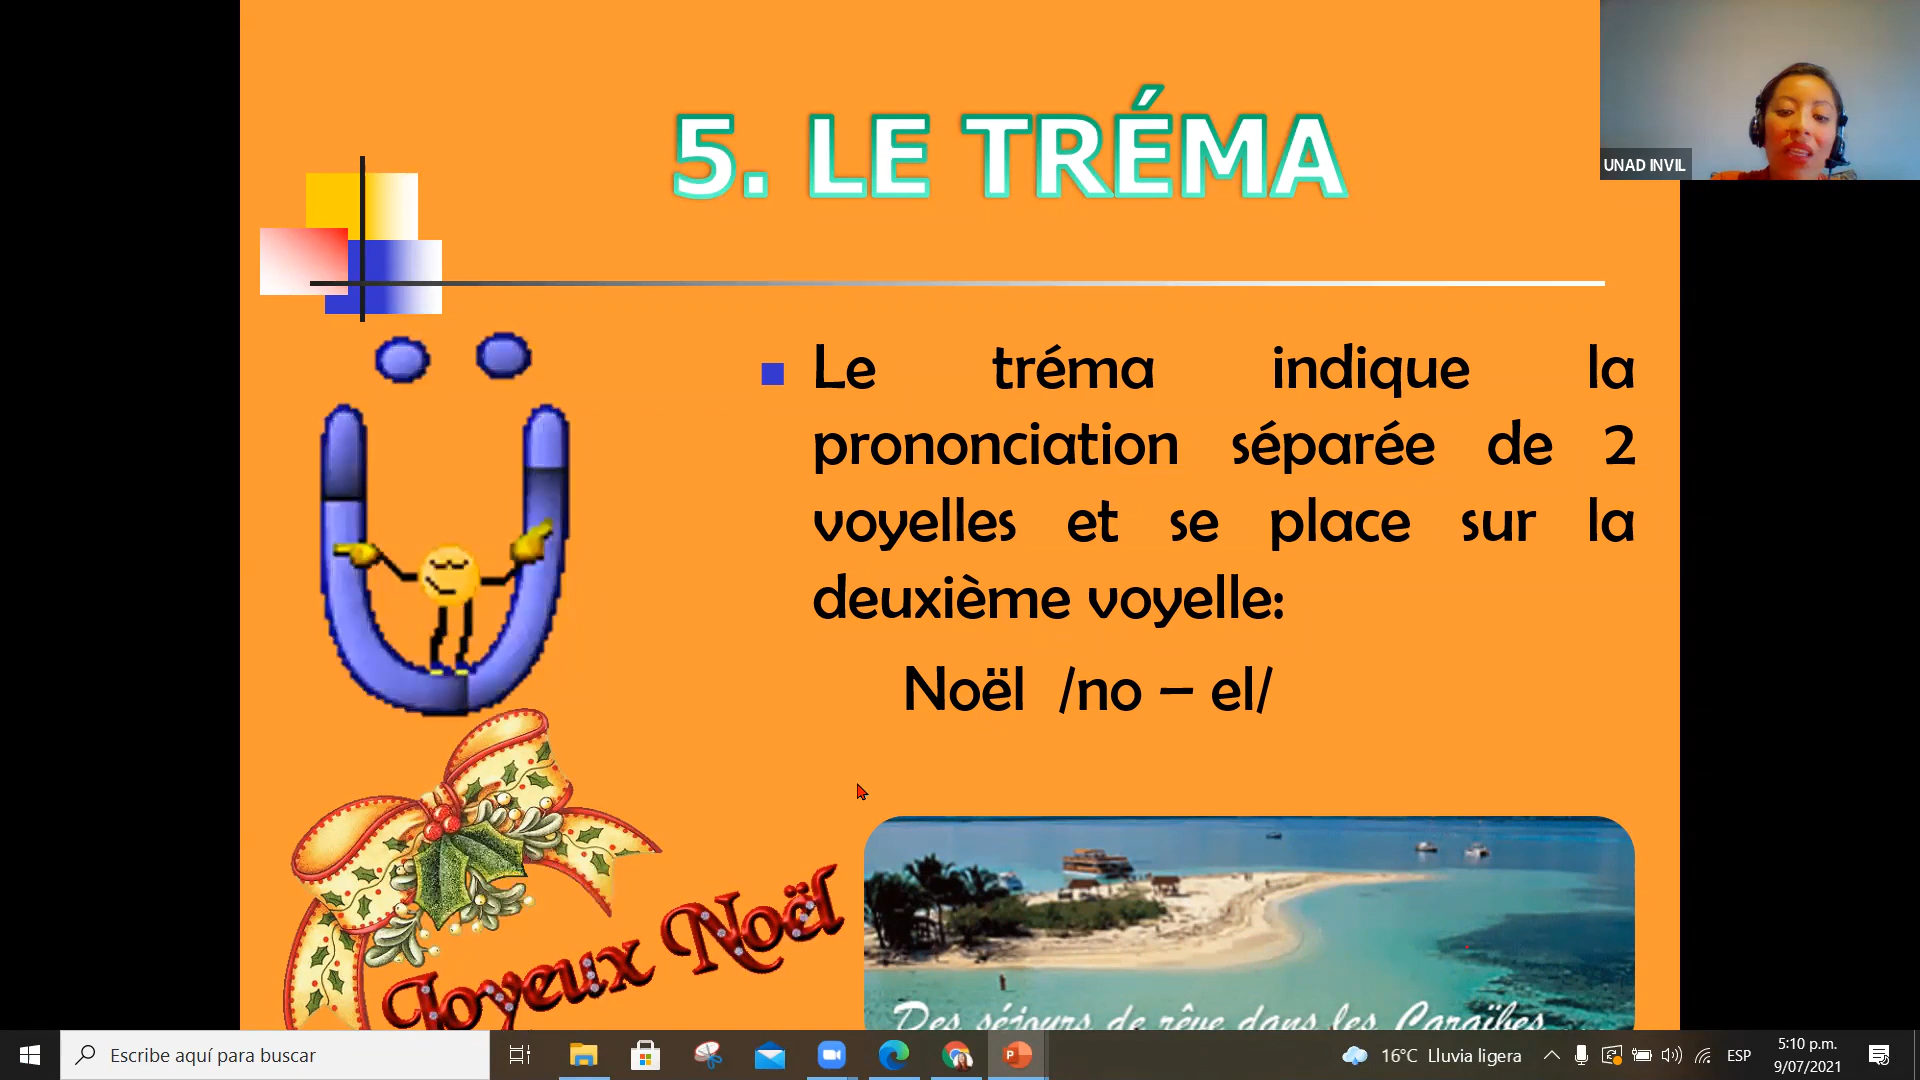 5. LE TRÉMA
UNAD INVIL
Le tréma indique la
prononciation séparée de 2
voyelles et se place sur la
deuxième voyelle:
Noël /no – el/
Joyeux Noël
Des séjours de rêve dans les Caraïbes
Escribe aquí para buscar
16°C Lluvia ligera
ESP
5:10 p.m.
9/07/2021